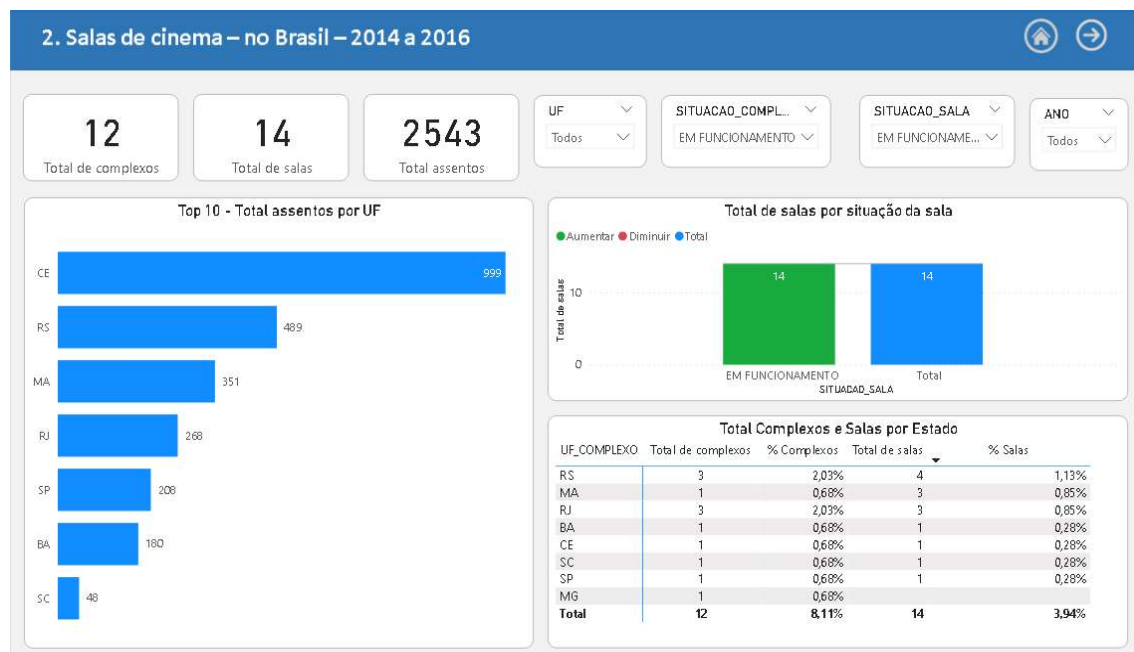 2. Salas de cinema – no Brasil – 2014 a 2016
12
Total de complexos
14
Total de salas
2543
Total assentos
UF
Todos
SITUACAO_COMPL...
EM FUNCIONAMENTO
SITUACAO_SALA
EM FUNCIONAME...
ANO
Todos
Top 10 - Total assentos por UF
CE 999
RS 489
MA 351
RJ 268
SP 208
BA 180
SC 48
Total de salas por situação da sala
Aumentar Diminuir Total
Total de salas
10
0
14 14
EM FUNCIONAMENTO Total
SITUACAO_SALA
Total Complexos e Salas por Estado
UF_COMPLEXO Total de complexos % Complexos Total de salas % Salas
RS 3 2,03% 4 1,13%
MA 1 0,68% 3 0,85%
RJ 3 2,03% 3 0,85%
BA 1 0,68% 1 0,28%
CE 1 0,68% 1 0,28%
SC 1 0,68% 1 0,28%
SP 1 0,68% 1 0,28%
MG 1 0,68%
Total 12 8,11% 14 3,94%